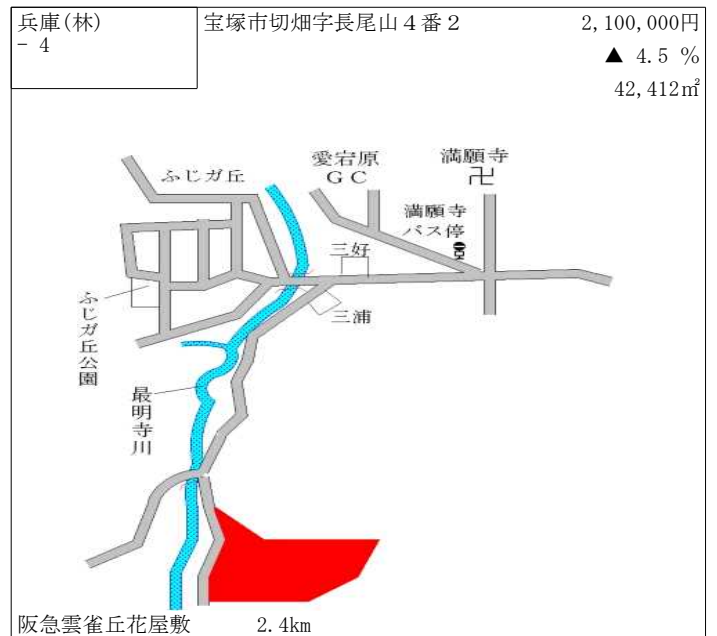 兵庫(林)
- 4
宝塚市切畑字長尾山４番２
2,100,000円
▲ 4.5 %
42,412㎡
ふじガ丘
愛宕原
ＧＣ
満願寺
卍
満願寺
バス停
三好
三浦
ふじガ丘公園
最明寺川
阪急雲雀丘花屋敷
2.4km